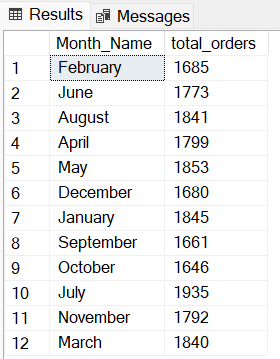 Results Messages
Month_Name total_orders
1 February 1685
2 June 1773
3 August 1841
4 April 1799
5 May 1853
6 December 1680
7 January 1845
8 September 1661
9 October 1646
10 July 1935
11 November 1792
12 March 1840